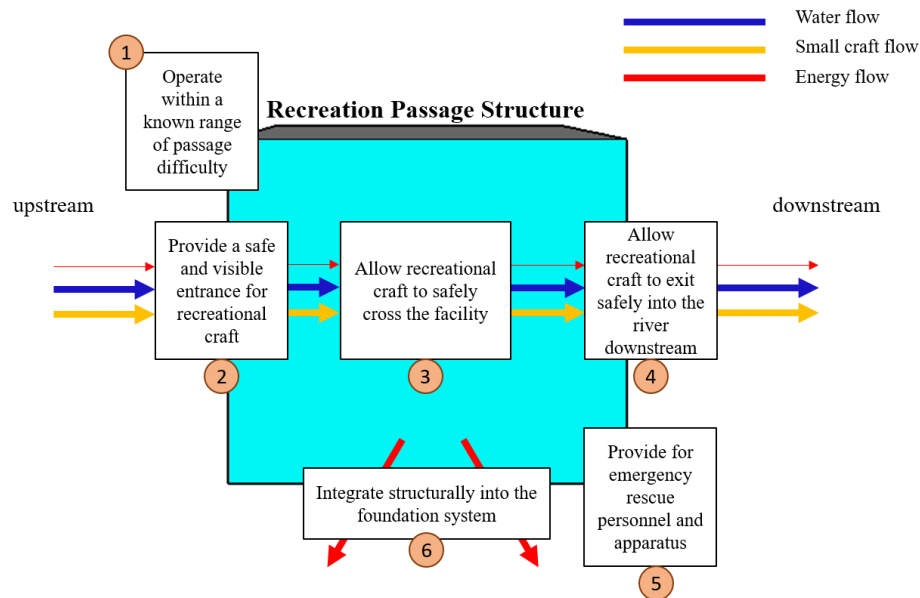 Water flow
Small craft flow
Energy flow
1
Operate
within a
known range
of passage
difficulty
Recreation Passage Structure
upstream
downstream
Provide a safe
and visible
entrance for
recreational
craft
2
Allow recreational
craft to safely
cross the facility
3
Allow
recreational
craft to exit
safely into the
river
downstream
4
Integrate structurally into the
foundation system
6
Provide for
emergency
rescue
personnel and
apparatus
5